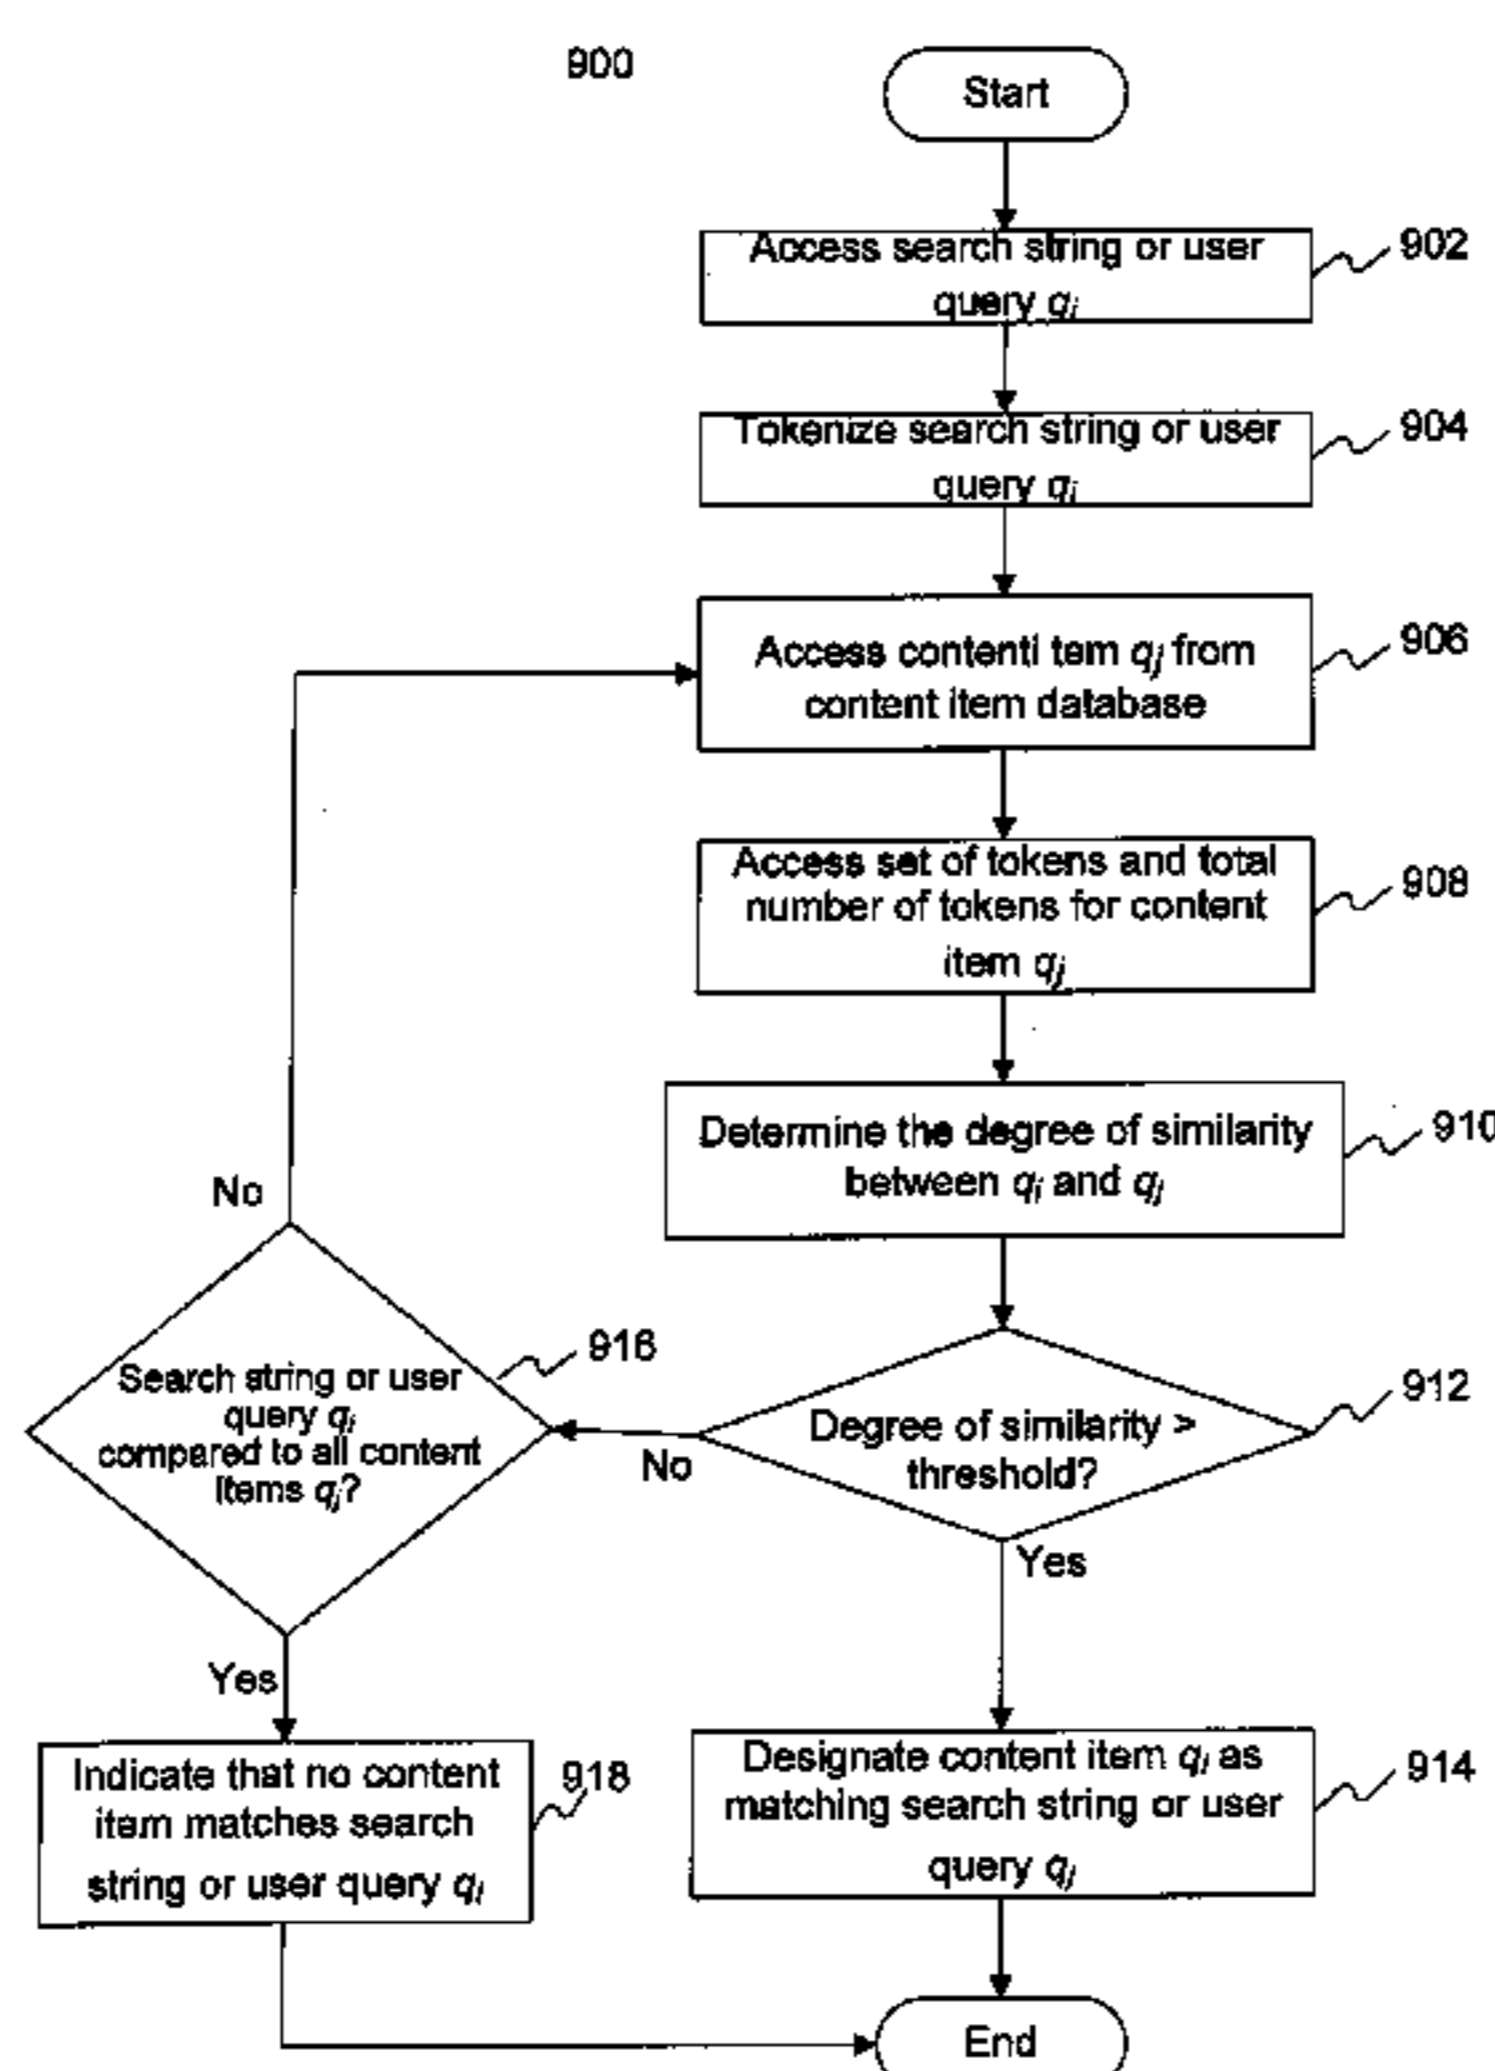 900
Start
Access search string or user
query qi
902
Tokenize search string or user
query qi
904
Access contentI tem qj from
content item database
906
Access set of tokens and total
number of tokens for content
item qj
908
Determine the degree of similarity
between qi and qj
910
No
Search string or user
query qi
compared to all content
items qj?
916
Degree of similarity >
threshold?
912
No
Yes
Yes
Indicate that no content
item matches search
string or user query qi
918
Designate content item qi as
matching search string or user
query qj
914
End